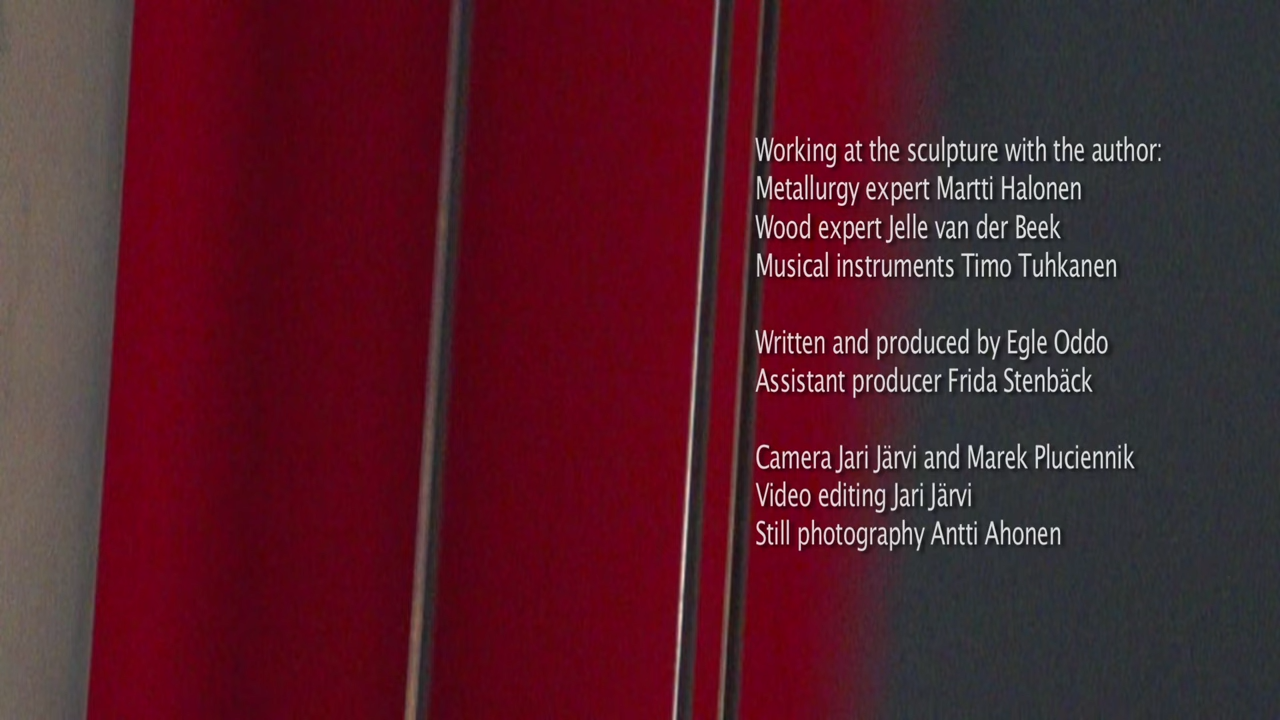 Working at the sculpture with the author:
Metallurgy expert Martti Halonen
Wood expert Jelle van der Beek
Musical instruments Timo Tuhkanen
Written and produced by Egle Oddo
Assistant producer Frida Stenbäck
Camera Jari Järvi and Marek Pluciennik
Video editing Jari Järvi
Still photography Antti Ahonen